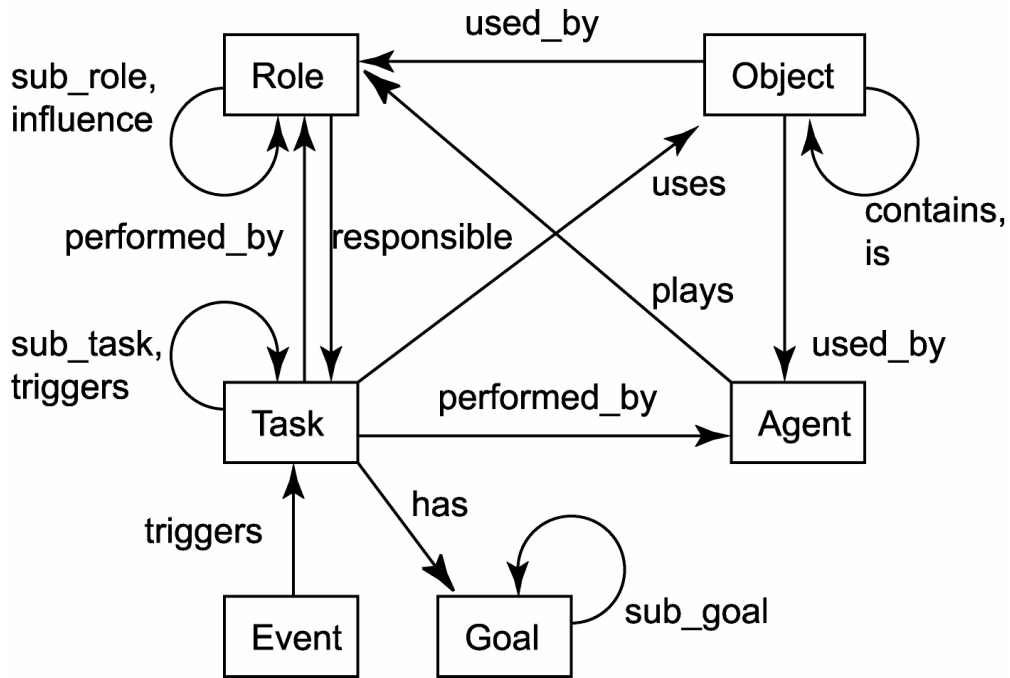 used_by
Role
Object
sub_role,
influence
uses
contains,
is
performed_by
responsible
plays
sub_task,
triggers
used_by
performed_by
Task
Agent
has
triggers
sub_goal
Event
Goal